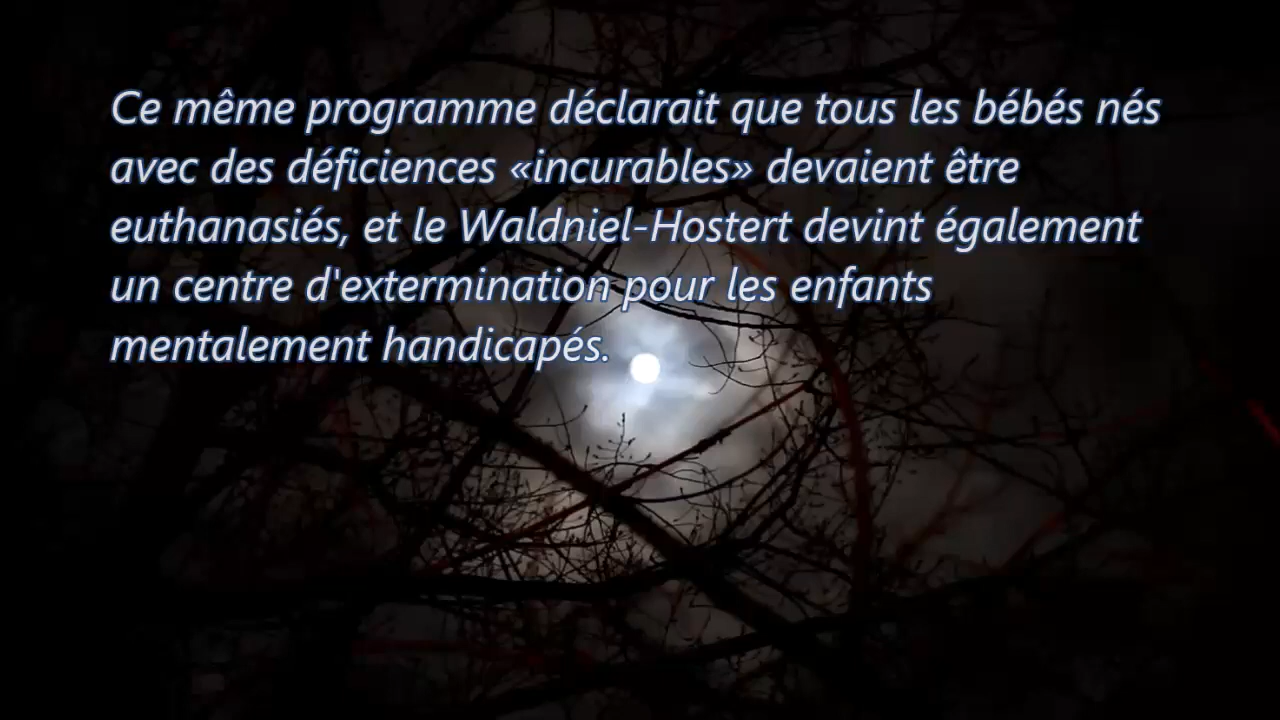 Ce même programme déclarait que tous les bébés nés
avec des déficiences «incurables» devaient être
euthanasiés, et le Waldniel-Hostert devint également
un centre d'extermination pour les enfants
mentalement handicapés.